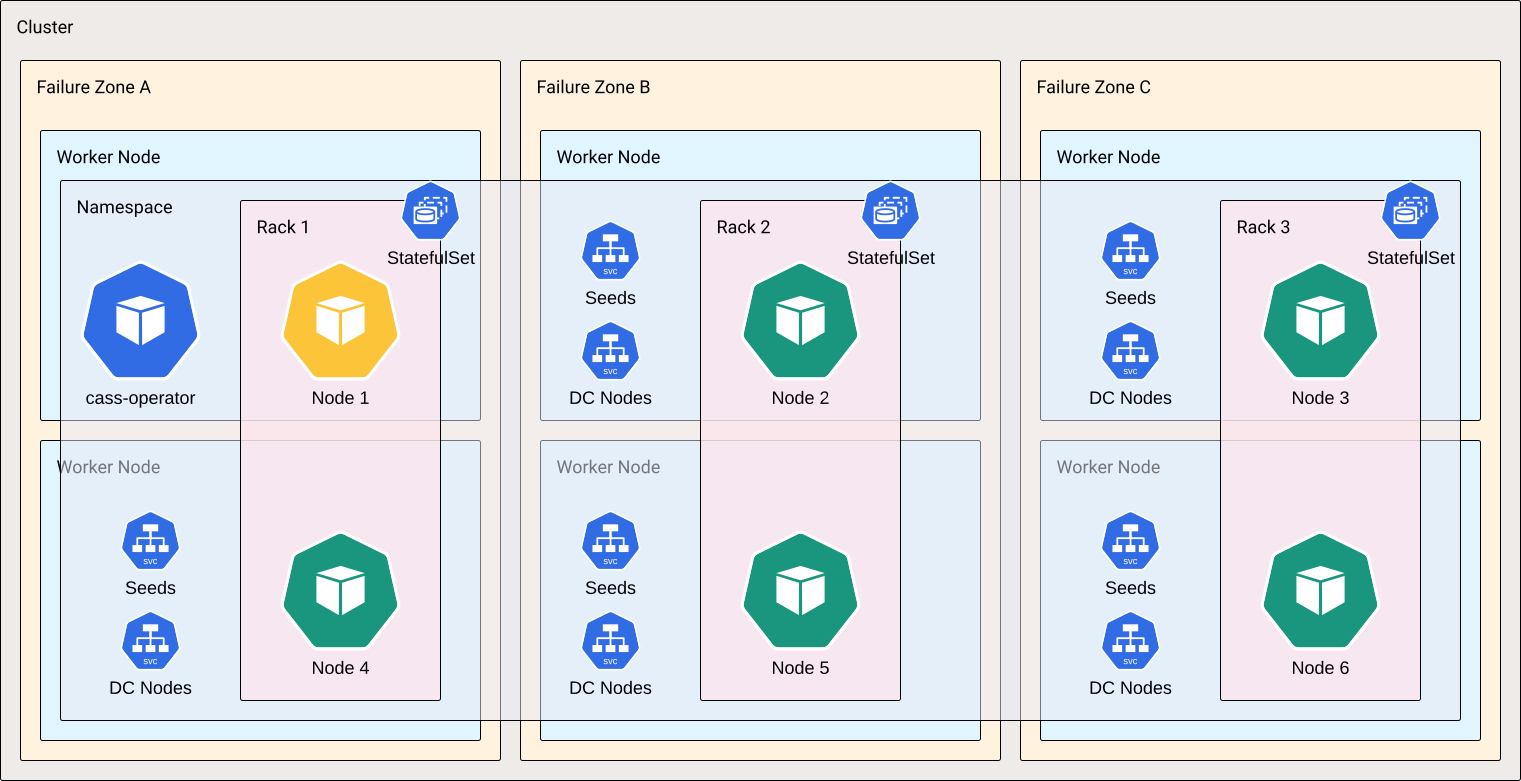 Cluster
Failure Zone A
Failure Zone B
Failure Zone C
Worker Node
Worker Node
Worker Node
Namespace
Rack 1
StatefulSet
Rack 2
StatefulSet
Rack 3
StatefulSet
svc
Seeds
svc
Seeds
svc
DC Nodes
svc
DC Nodes
cass-operator
Node 1
Node 2
Node 3
Worker Node
Worker Node
Worker Node
svc
Seeds
svc
Seeds
svc
Seeds
svc
DC Nodes
svc
DC Nodes
svc
DC Nodes
Node 4
Node 5
Node 6